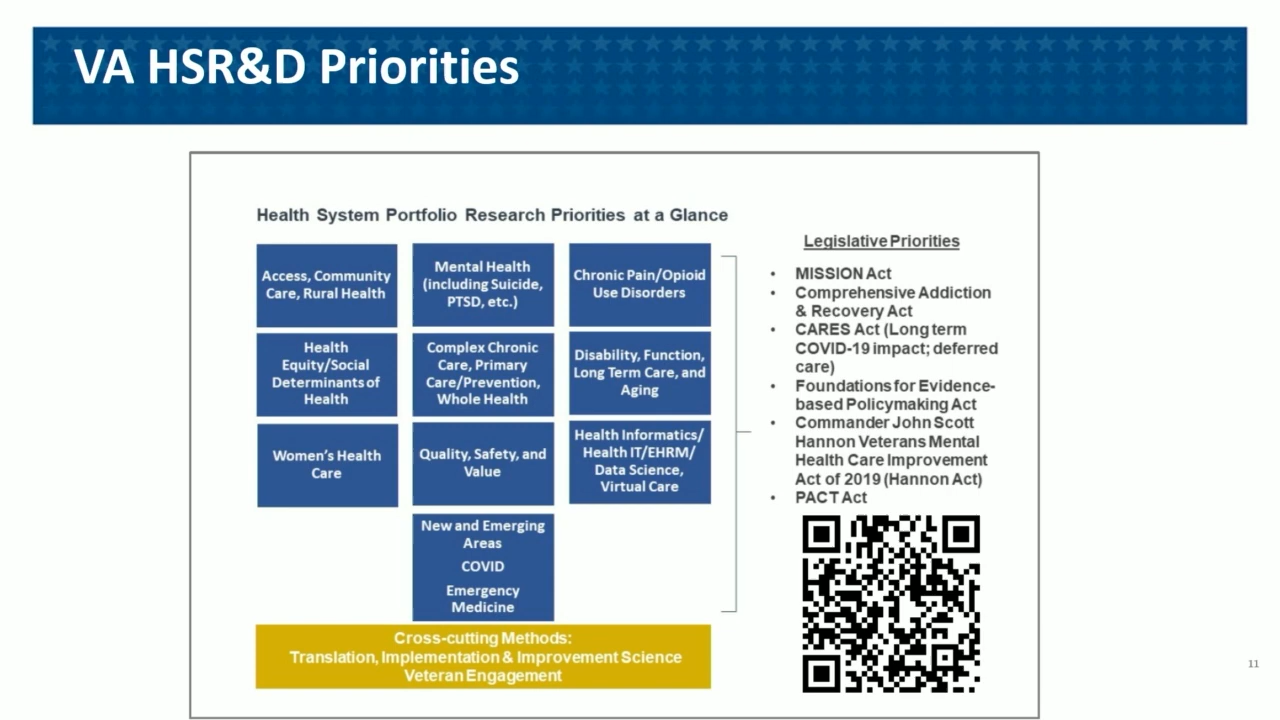 VA HSR&D Priorities
Health System Portfolio Research Priorities at a Glance
Access, Community
Care, Rural Health
Mental Health
(including Suicide,
PTSD, etc.)
Chronic Pain/Opioid
Use Disorders
Health
Equity/Social
Determinants of
Health
Complex Chronic
Care, Primary
Care/Prevention,
Whole Health
Disability, Function,
Long Term Care, and
Aging
Women's Health
Care
Quality, Safety, and
Value
Health Informatics/
Health IT/EHRM/
Data Science,
Virtual Care
New and Emerging
Areas
COVID
Emergency
Medicine
Cross-cutting Methods:
Translation, Implementation & Improvement Science
Veteran Engagement
Legislative Priorities
• MISSION Act
• Comprehensive Addiction
& Recovery Act
• CARES Act (Long term
COVID-19 impact; deferred
care)
• Foundations for Evidence-
based Policymaking Act
• Commander John Scott
Hannon Veterans Mental
Health Care Improvement
Act of 2019 (Hannon Act)
• PACT Act
11